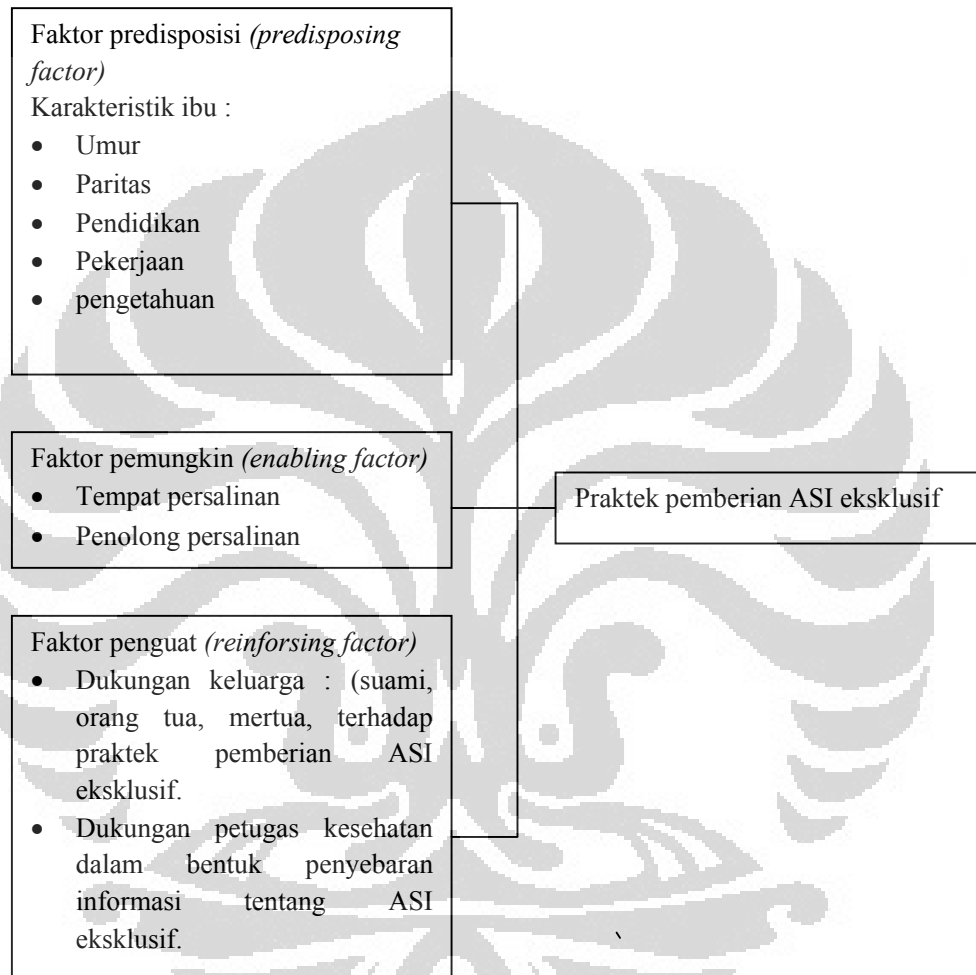 Faktor predisposisi (predisposing
factor)
Karakteristik ibu :
• Umur
• Paritas
• Pendidikan
• Pekerjaan
• pengetahuan
Faktor pemungkin (enabling factor)
• Tempat persalinan
• Penolong persalinan
Praktek pemberian ASI eksklusif
Faktor penguat (reinforsing factor)
• Dukungan keluarga : (suami,
orang tua, mertua, terhadap
praktek pemberian ASI
eksklusif.
• Dukungan petugas kesehatan
dalam bentuk penyebaran
informasi tentang ASI
eksklusif.
`